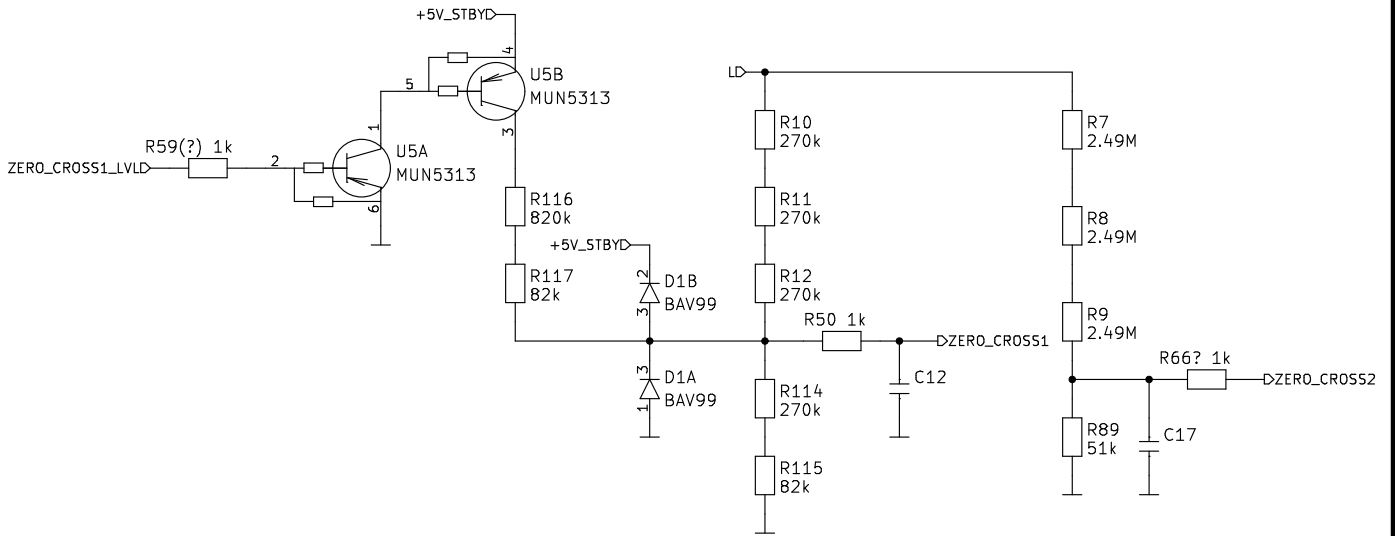 +5V_STBY
4
5
U5B
MUN5313
3
1
R59(?) 1k
ZERO_CROSS1_LVL
2
U5A
MUN5313
6
R116
820k
+5V_STBY
R117
82k
2
D1B
BAV99
3
3
D1A
BAV99
1
L
R10
270k
R11
270k
R12
270k
R50 1k
ZERO_CROSS1
C12
R114
270k
R115
82k
R7
2.49M
R8
2.49M
R9
2.49M
R66? 1k
ZERO_CROSS2
R89
51k
C17